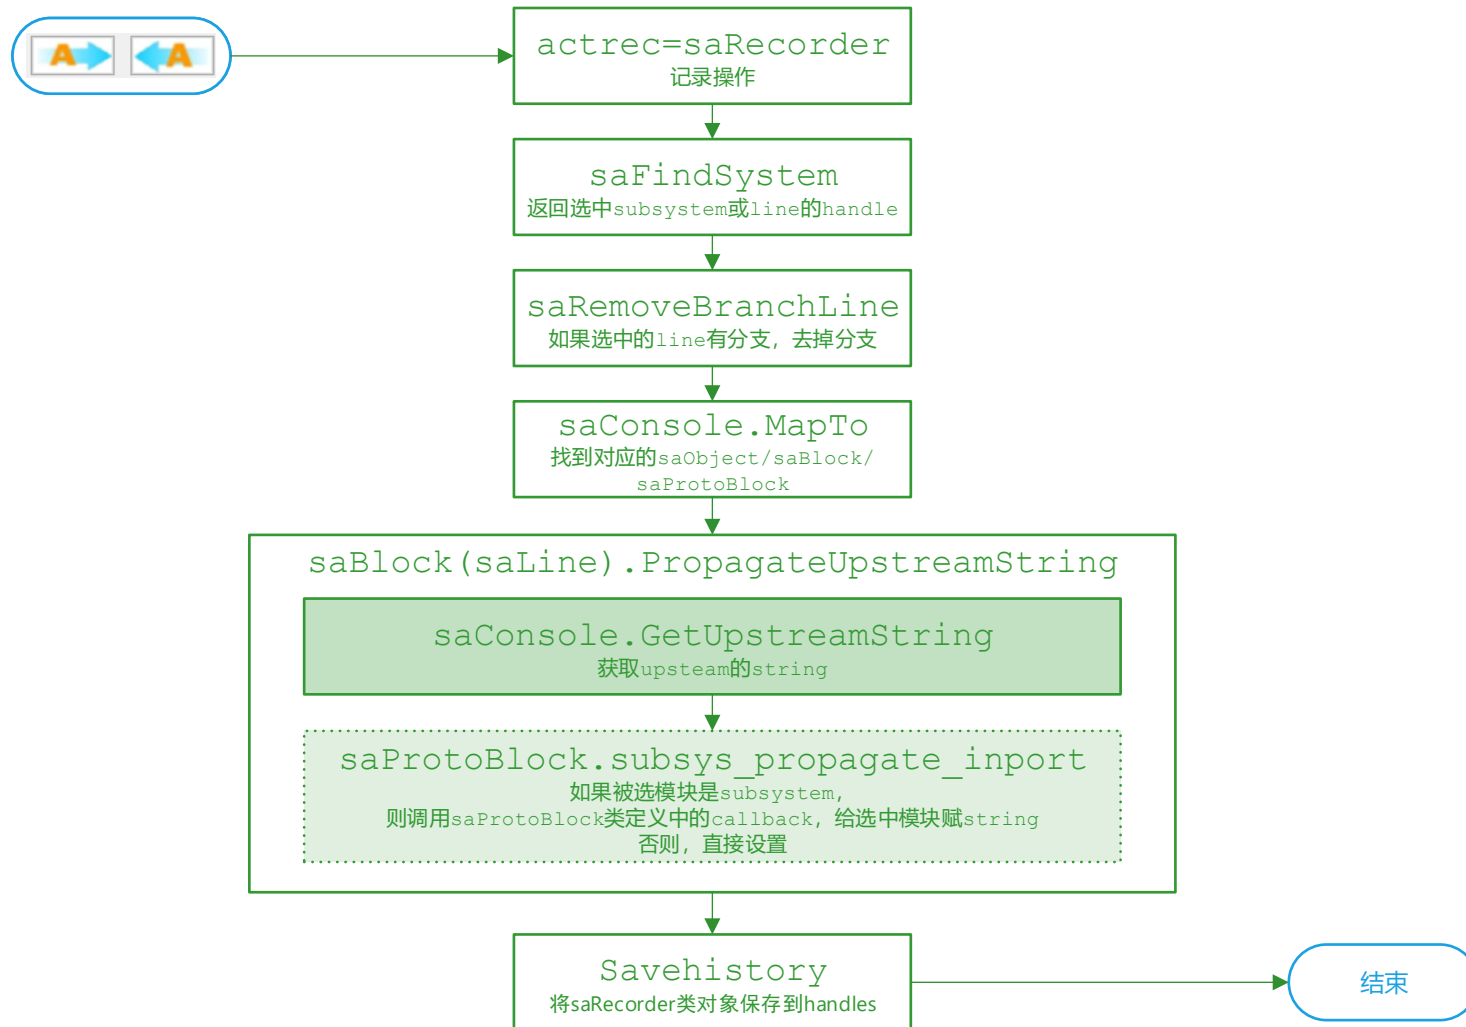 A A
actrec=saRecorder
记录操作
saFindSystem
返回选中subsystem或line的handle
saRemoveBranchLine
如果选中的line有分支，去掉分支
saConsole.MapTo
找到对应的saObject/saBlock/
saProtoBlock
saBlock(saLine).PropagateUpstreamString
saConsole.GetUpstreamString
获取upsteam的string
saProtoBlock.subsys_propagate_inport
如果被选模块是subsystem，
则调用saProtoBlock类定义中的callback，给选中模块赋string
否则，直接设置
Savehistory
将saRecorder类对象保存到handles
结束